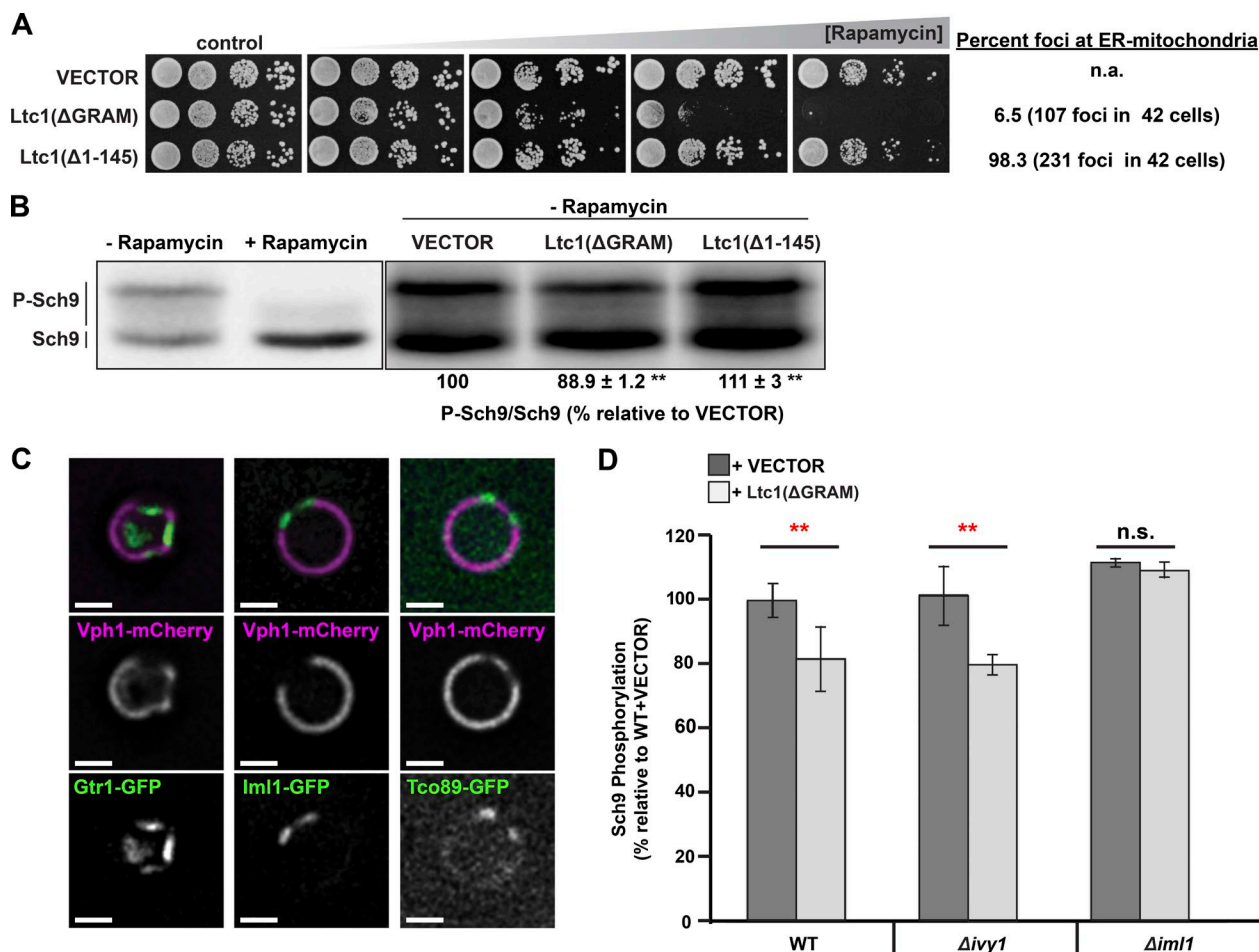 A
control
[Rapamycin]
Percent foci at ER-mitochondria
VECTOR
n.a.
Ltc1(ΔGRAM)
6.5 (107 foci in 42 cells)
Ltc1(Δ1-145)
98.3 (231 foci in 42 cells)
B
- Rapamycin
- Rapamycin
+ Rapamycin
VECTOR
Ltc1(ΔGRAM)
Ltc1(Δ1-145)
P-Sch9
Sch9
100
88.9 ± 1.2 **
111 ± 3 **
P-Sch9/Sch9 (% relative to VECTOR)
C
Vph1-mCherry
Vph1-mCherry
Vph1-mCherry
Gtr1-GFP
Iml1-GFP
Tco89-GFP
D
+ VECTOR
+ Ltc1(ΔGRAM)
Sch9 Phosphorylation
(% relative to WT+VECTOR)
120
100
80
60
40
20
0
**
**
n.s.
WT
Δivy1
Δiml1